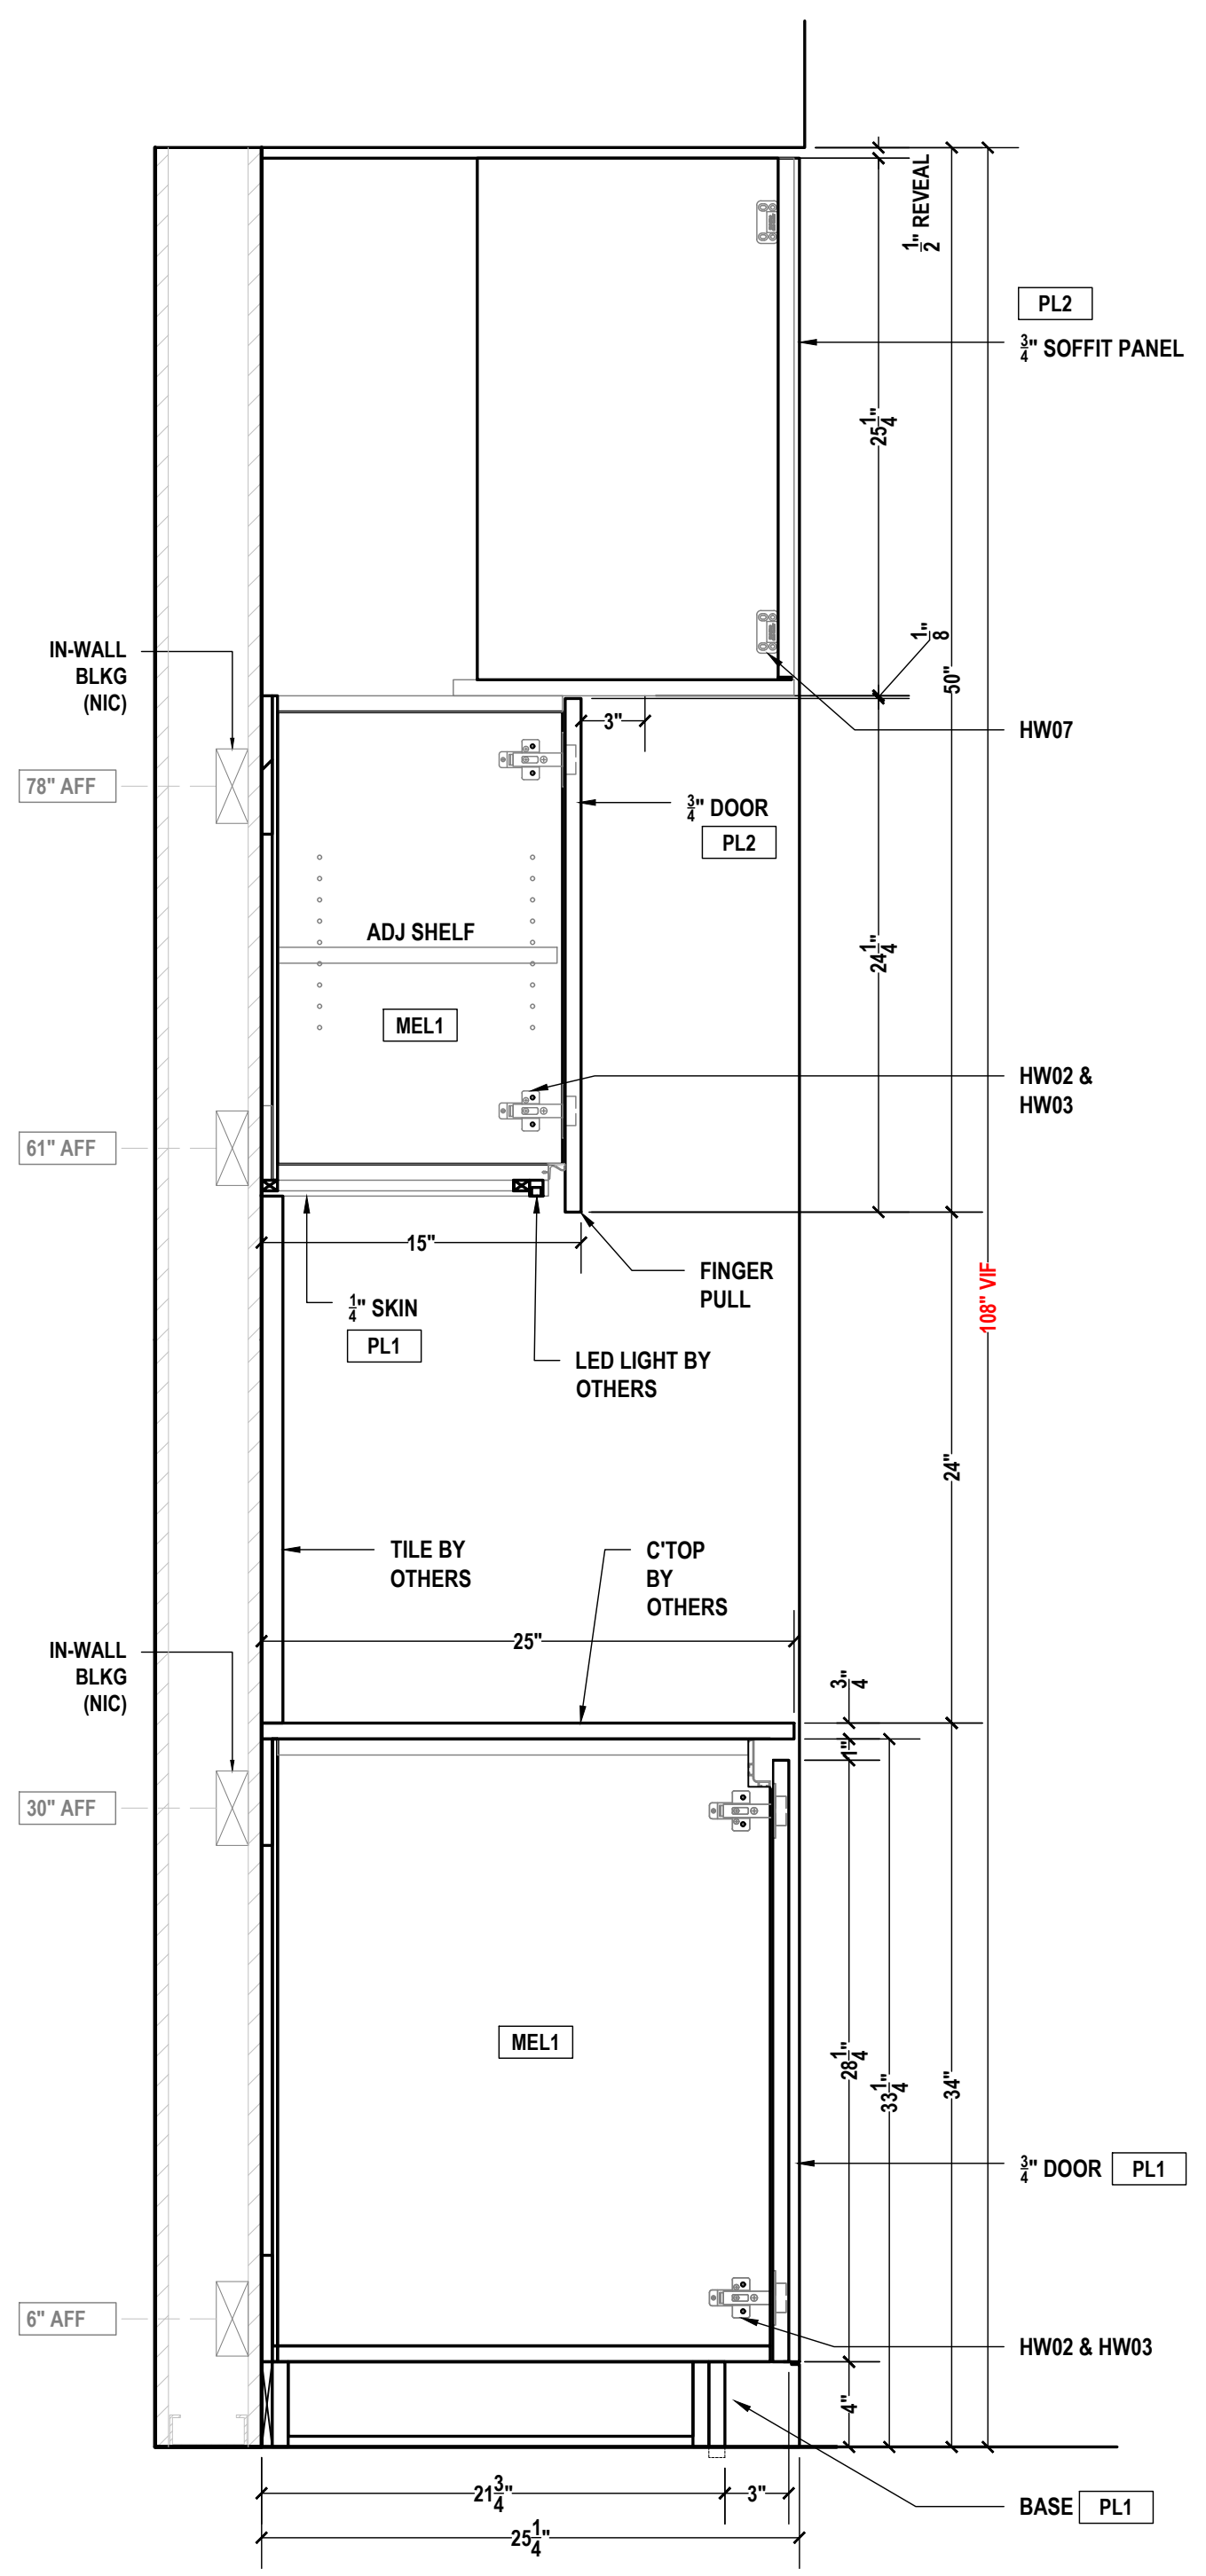 1/2" REVEAL
PL2
3/4" SOFFIT PANEL
25 1/4"
IN-WALL
BLKG
(NIC)
1/8"
50"
3"
HW07
78" AFF
3/4" DOOR
PL2
ADJ SHELF
24 1/4"
MEL1
HW02 &
HW03
61" AFF
15"
FINGER
PULL
108" VIF
1/4" SKIN
PL1
LED LIGHT BY
OTHERS
24"
TILE BY
OTHERS
C'TOP
BY
OTHERS
25"
IN-WALL
BLKG
(NIC)
3/4"
1"
30" AFF
MEL1
28 1/4"
33 1/4"
34"
3/4" DOOR PL1
6" AFF
HW02 & HW03
4"
21 3/4"
3"
BASE PL1
25 1/4"